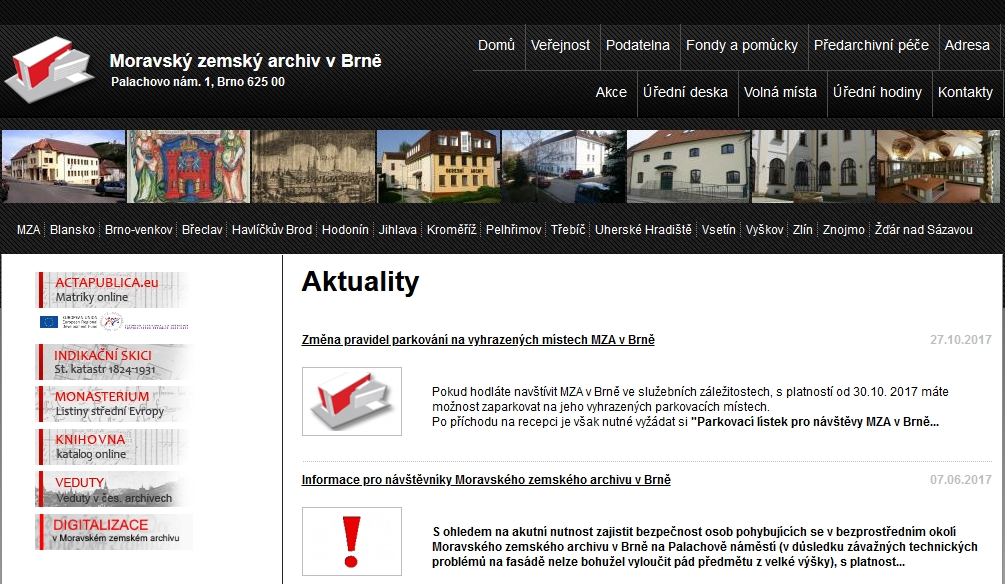 Domů Veřejnost Podatelna Fondy a pomůcky Předarchivní péče Adresa
Moravský zemský archiv v Brně
Palachovo nám. 1, Brno 625 00
Akce Úřední deska Volná místa Úřední hodiny Kontakty
MZA Blansko Brno-venkov Břeclav Havlíčkův Brod Hodonín Jihlava Kroměříž Pelhřimov Třebíč Uherské Hradiště Vsetín Vyškov Zlín Znojmo Žďár nad Sázavou
ACTAPUBLICA.eu
Matriky online
EUROPEAN UNION
European Regional
Development Fund
INDIKAČNÍ SKICI
St. katastr 1824-1931
MONASTERIUM
Listiny střední Evropy
KNIHOVNA
katalog online
VEDUTY
Veduty v čes. archivech
DIGITALIZACE
v Moravském zemském archivu
Aktuality
Změna pravidel parkování na vyhrazených místech MZA v Brně 27.10.2017
Pokud hodláte navštívit MZA v Brně ve služebních záležitostech, s platností od 30.10. 2017 máte
možnost zaparkovat na jeho vyhrazených parkovacích místech.
Po příchodu na recepci je však nutné vyžádat si "Parkovací lístek pro návštěvy MZA v Brně...
Informace pro návštěvníky Moravského zemského archivu v Brně 07.06.2017
S ohledem na akutní nutnost zajistit bezpečnost osob pohybujících se v bezprostředním okolí
Moravského zemského archivu v Brně na Palachově náměstí (v důsledku závažných technických
problémů na fasádě nelze bohužel vyloučit pád předmětu z velké výšky), s platnost...